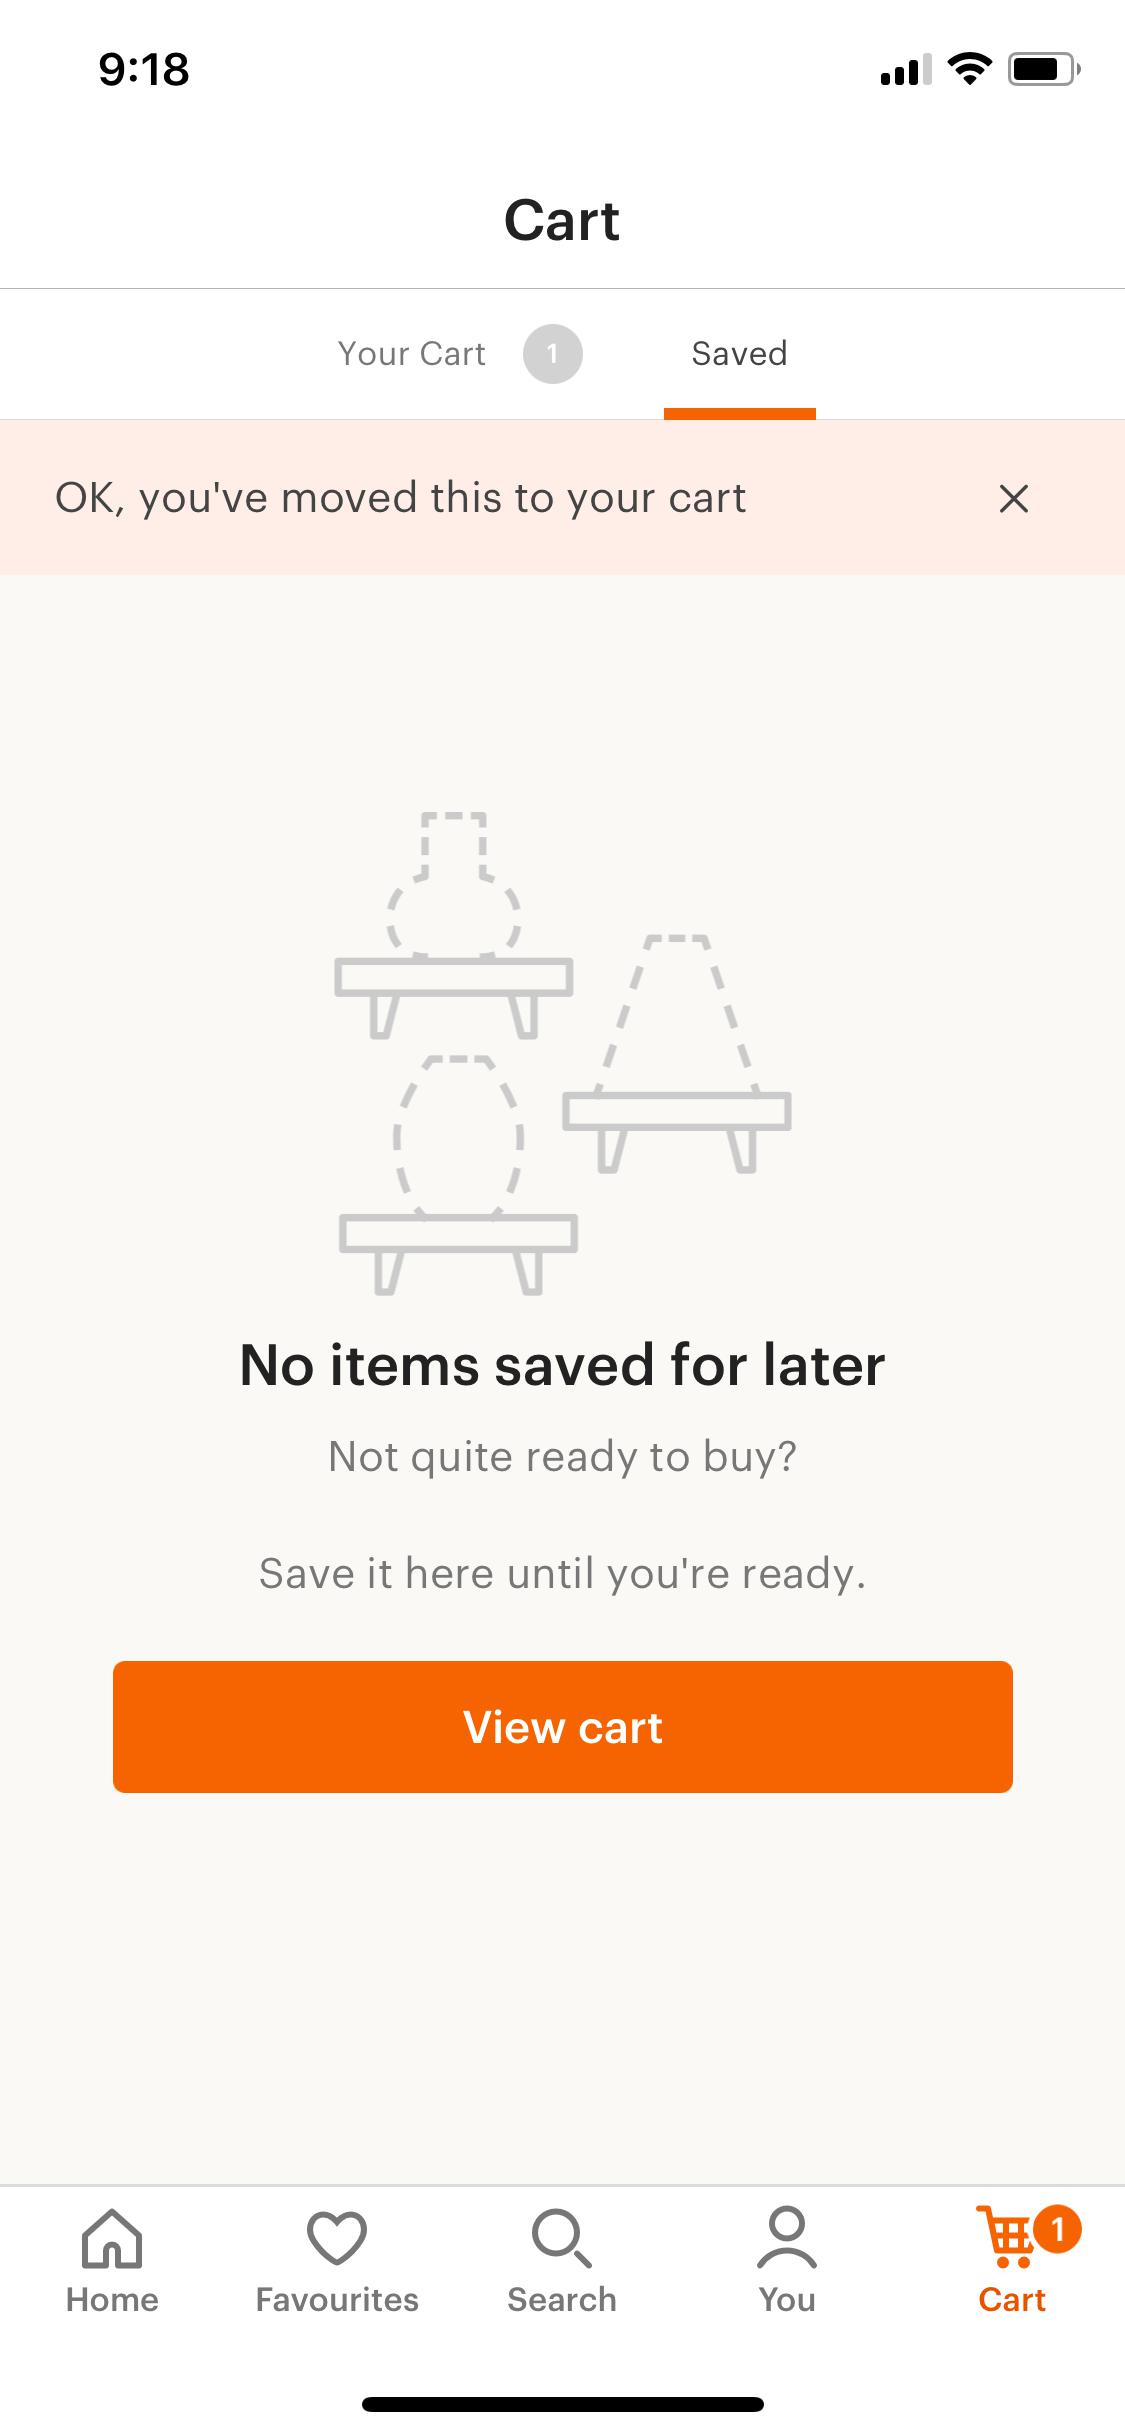 9:18
Cart
Your Cart 1 Saved
OK, you've moved this to your cart
No items saved for later
Not quite ready to buy?
Save it here until you're ready.
View cart
1
Home Favourites Search You Cart